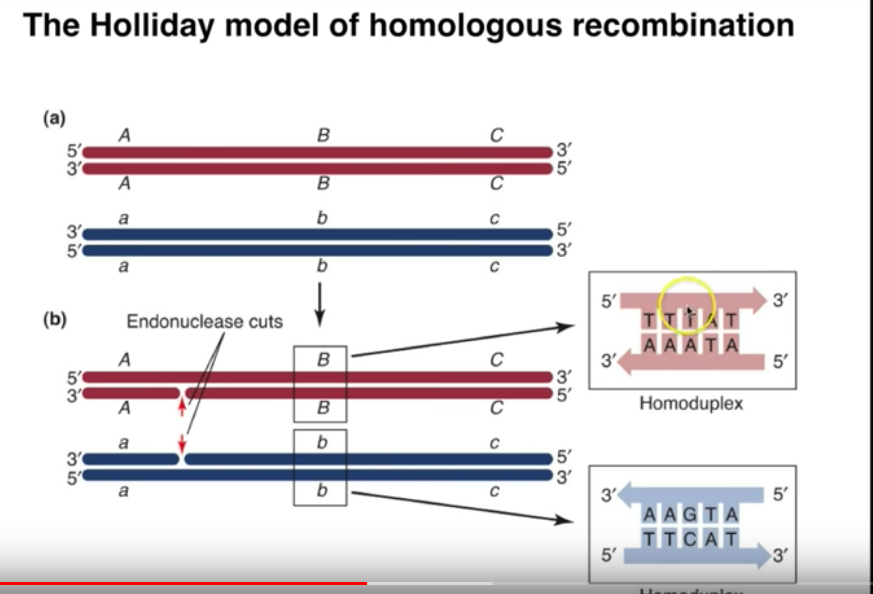 The Holliday model of homologous recombination
(a)
A B C
5′ 3′
3′ 5′
A B C
a b c
3′ 5′
5′ 3′
a b c
(b)
Endonuclease cuts
A B C
5′ 3′
3′ 5′
A B C
a b c
3′ 5′
5′ 3′
a b c
5′ 3′
T T T A T
A A A T A
3′ 5′
Homoduplex
3′ 5′
A A G T A
T T C A T
5′ 3′
Homoduplex